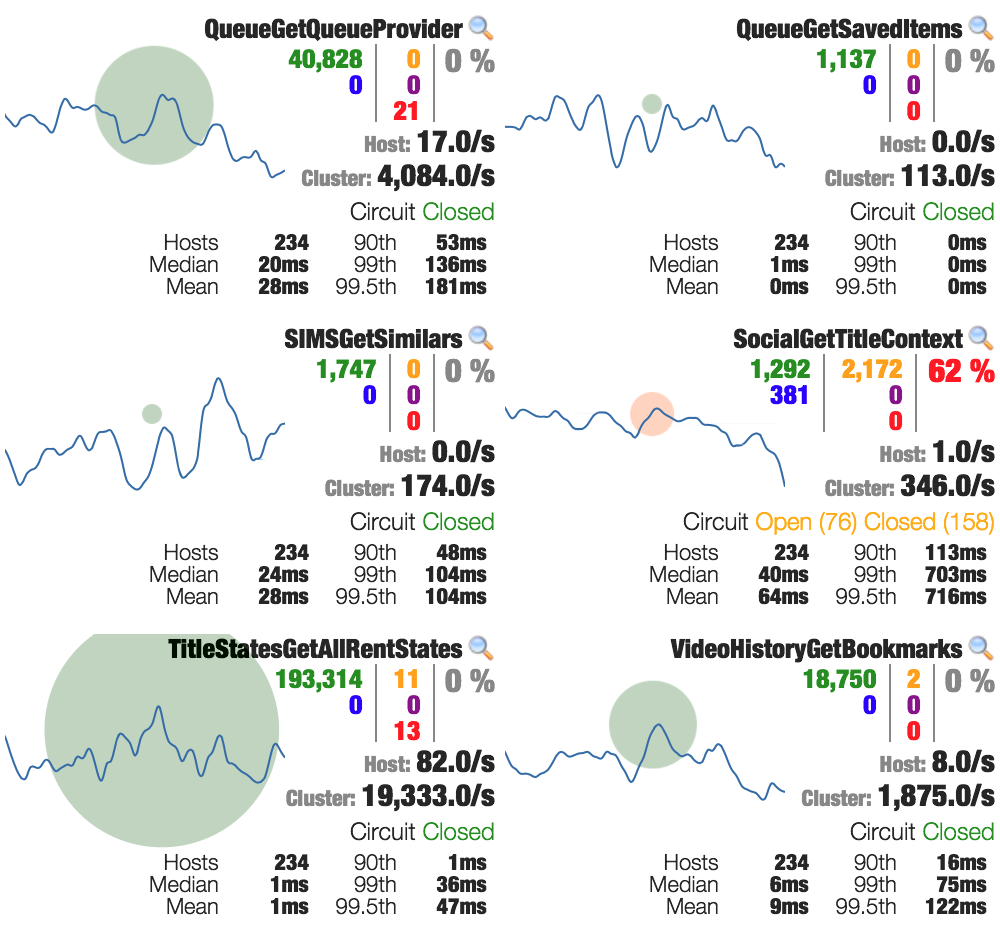 QueueGetQueueProvider
40,828 0 0 %
0 0
21
Host: 17.0/s
Cluster: 4,084.0/s
Circuit Closed
Hosts 234 90th 53ms
Median 20ms 99th 136ms
Mean 28ms 99.5th 181ms
QueueGetSavedItems
1,137 0 0 %
0 0
0
Host: 0.0/s
Cluster: 113.0/s
Circuit Closed
Hosts 234 90th 0ms
Median 1ms 99th 0ms
Mean 0ms 99.5th 0ms
SIMSGetSimilars
1,747 0 0 %
0 0
0
Host: 0.0/s
Cluster: 174.0/s
Circuit Closed
Hosts 234 90th 48ms
Median 24ms 99th 104ms
Mean 28ms 99.5th 104ms
SocialGetTitleContext
1,292 2,172 62 %
381 0
0
Host: 1.0/s
Cluster: 346.0/s
Circuit Open (76) Closed (158)
Hosts 234 90th 113ms
Median 40ms 99th 703ms
Mean 64ms 99.5th 716ms
TitleStatesGetAllRentStates
193,314 11 0 %
0 0
13
Host: 82.0/s
Cluster: 19,333.0/s
Circuit Closed
Hosts 234 90th 1ms
Median 1ms 99th 36ms
Mean 1ms 99.5th 47ms
VideoHistoryGetBookmarks
18,750 2 0 %
0 0
0
Host: 8.0/s
Cluster: 1,875.0/s
Circuit Closed
Hosts 234 90th 16ms
Median 6ms 99th 75ms
Mean 9ms 99.5th 122ms